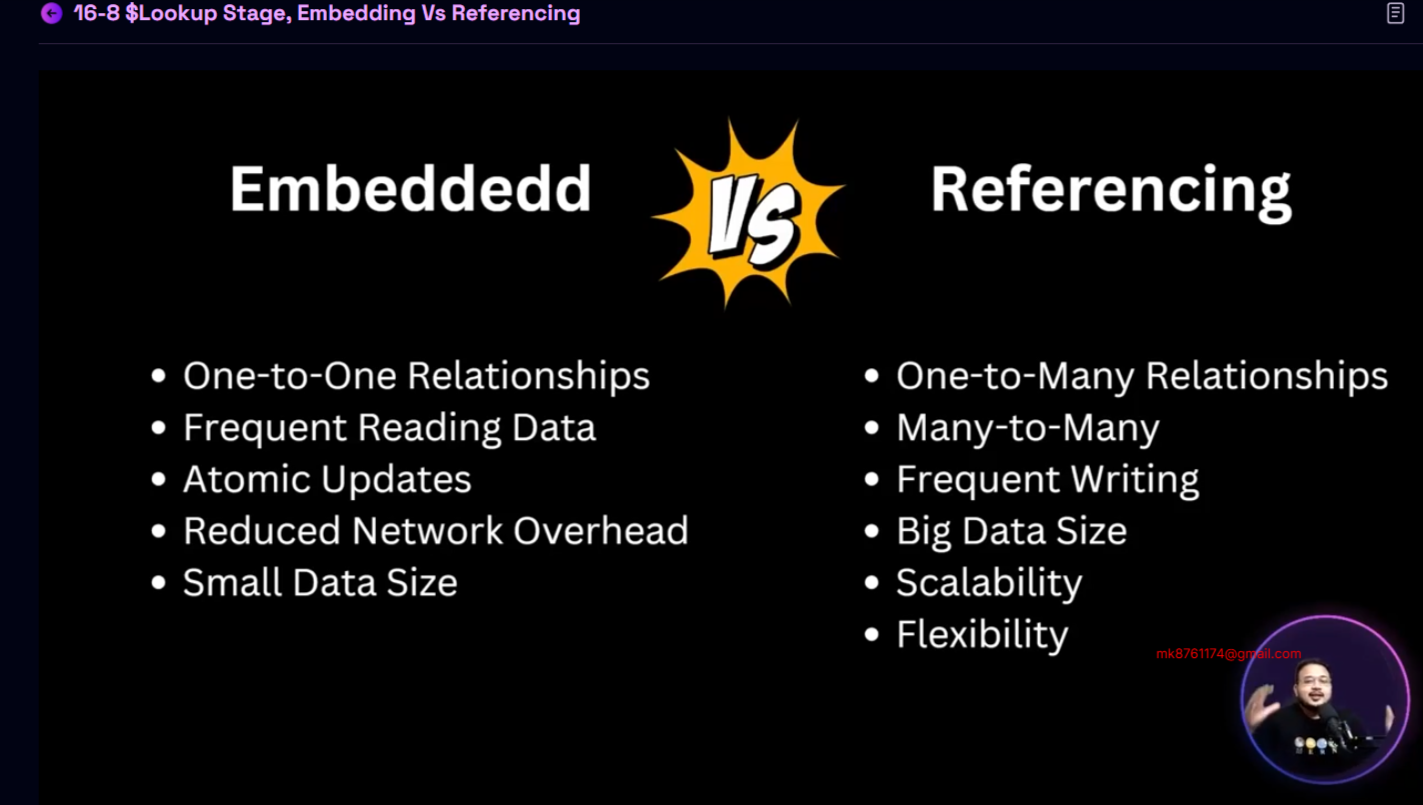 16-8 $Lookup Stage, Embedding Vs Referencing
Embeddedd
VS
Referencing
• One-to-One Relationships
• Frequent Reading Data
• Atomic Updates
• Reduced Network Overhead
• Small Data Size
• One-to-Many Relationships
• Many-to-Many
• Frequent Writing
• Big Data Size
• Scalability
• Flexibility
mk8761174@gmail.com